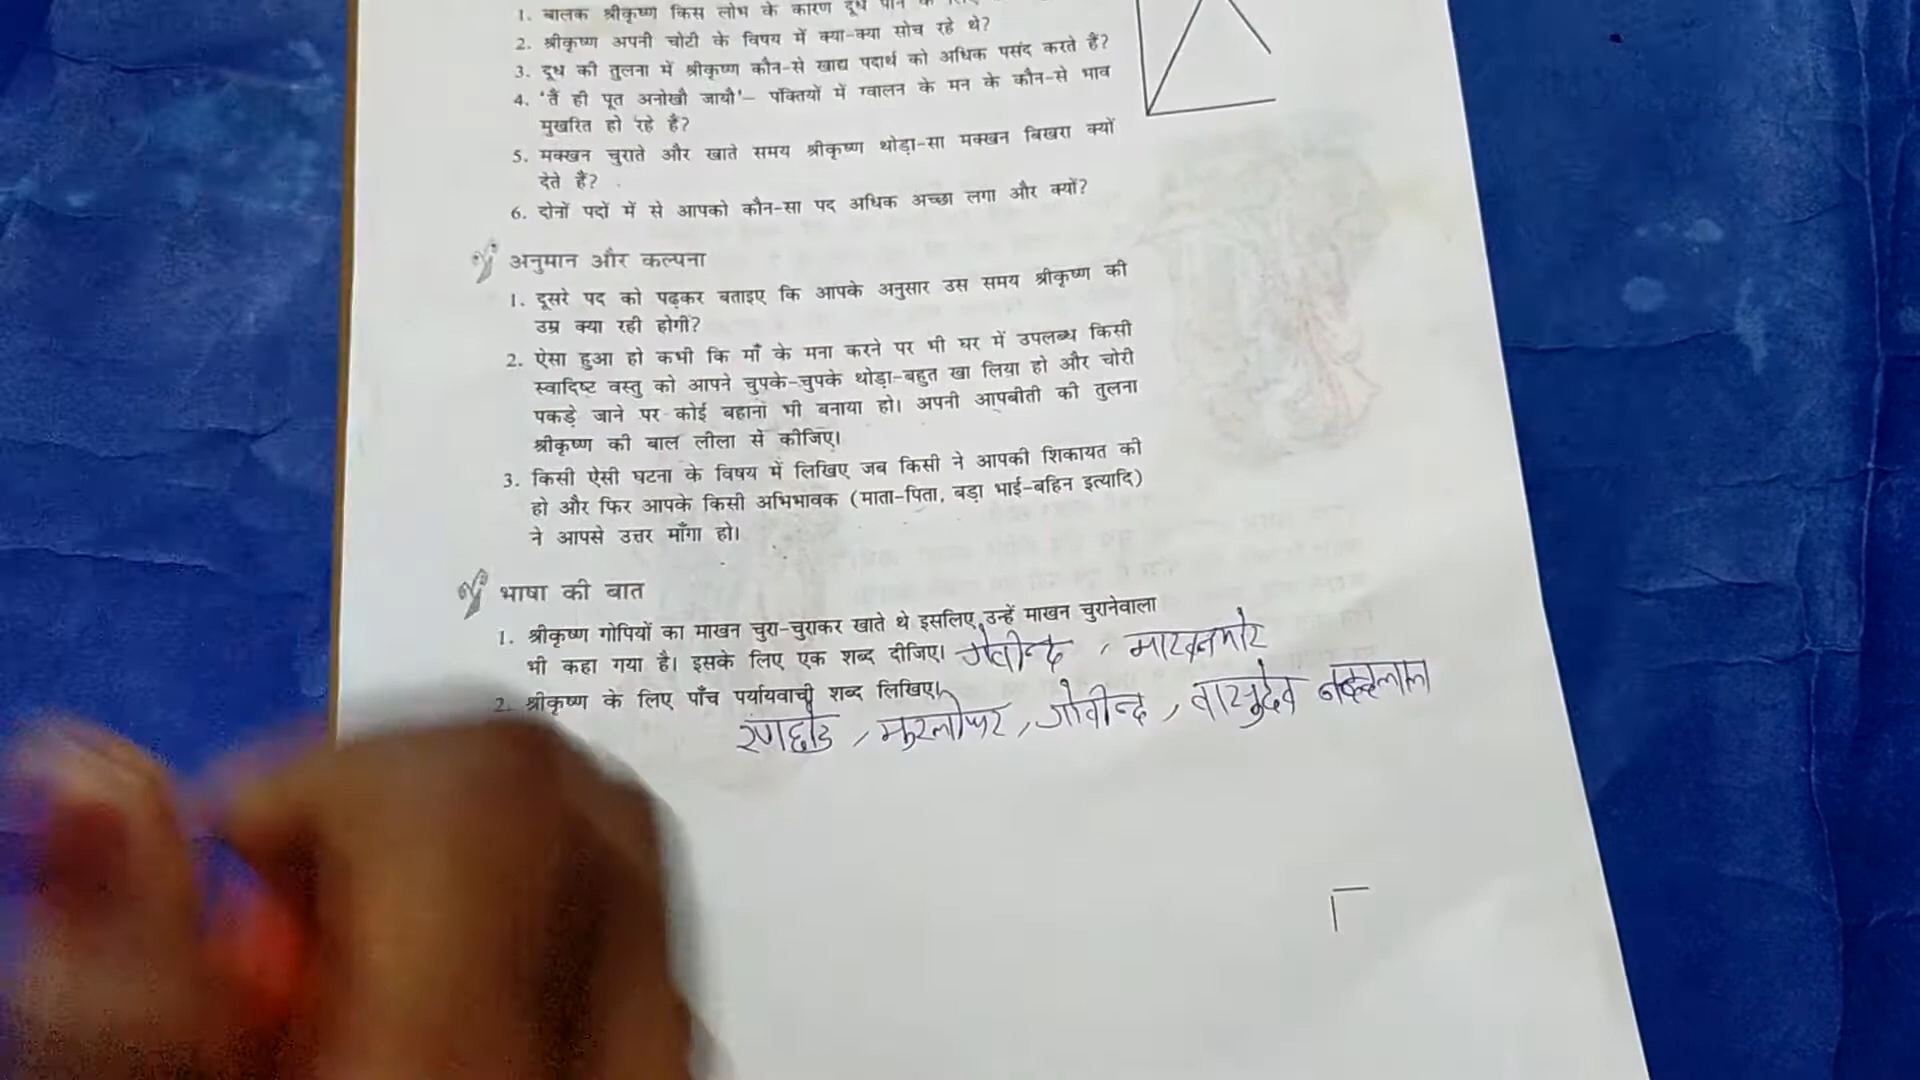 1. बालक श्रीकृष्ण किस लोभ के कारण दूध पीने के
2. श्रीकृष्ण अपनी चोटी के विषय में क्या-क्या सोच रहे थे?
3. दूध की तुलना में श्रीकृष्ण कौन-से खाद्य पदार्थ को अधिक पसंद करते हैं?
4. 'तैं ही पूत अनोखौ जायौ'– पंक्तियों में ग्वालन के मन के कौन-से भाव
मुखरित हो रहे हैं?
5. मक्खन चुराते और खाते समय श्रीकृष्ण थोड़ा-सा मक्खन बिखरा क्यों
देते हैं?
6. दोनों पदों में से आपको कौन-सा पद अधिक अच्छा लगा और क्यों?
अनुमान और कल्पना
1. दूसरे पद को पढ़कर बताइए कि आपके अनुसार उस समय श्रीकृष्ण की
उम्र क्या रही होगी?
2. ऐसा हुआ हो कभी कि माँ के मना करने पर भी घर में उपलब्ध किसी
स्वादिष्ट वस्तु को आपने चुपके-चुपके थोड़ा-बहुत खा लिया हो और चोरी
पकड़े जाने पर कोई बहाना भी बनाया हो। अपनी आपबीती की तुलना
श्रीकृष्ण की बाल लीला से कीजिए।
3. किसी ऐसी घटना के विषय में लिखिए जब किसी ने आपकी शिकायत की
हो और फिर आपके किसी अभिभावक (माता-पिता, बड़ा भाई-बहिन इत्यादि)
ने आपसे उत्तर माँगा हो।
भाषा की बात
1. श्रीकृष्ण गोपियों का माखन चुरा-चुराकर खाते थे इसलिए उन्हें माखन चुरानेवाला
भी कहा गया है। इसके लिए एक शब्द दीजिए।
2. श्रीकृष्ण के लिए पाँच पर्यायवाची शब्द लिखिए।
रणछोड, गोवीन्द, वासुदेव